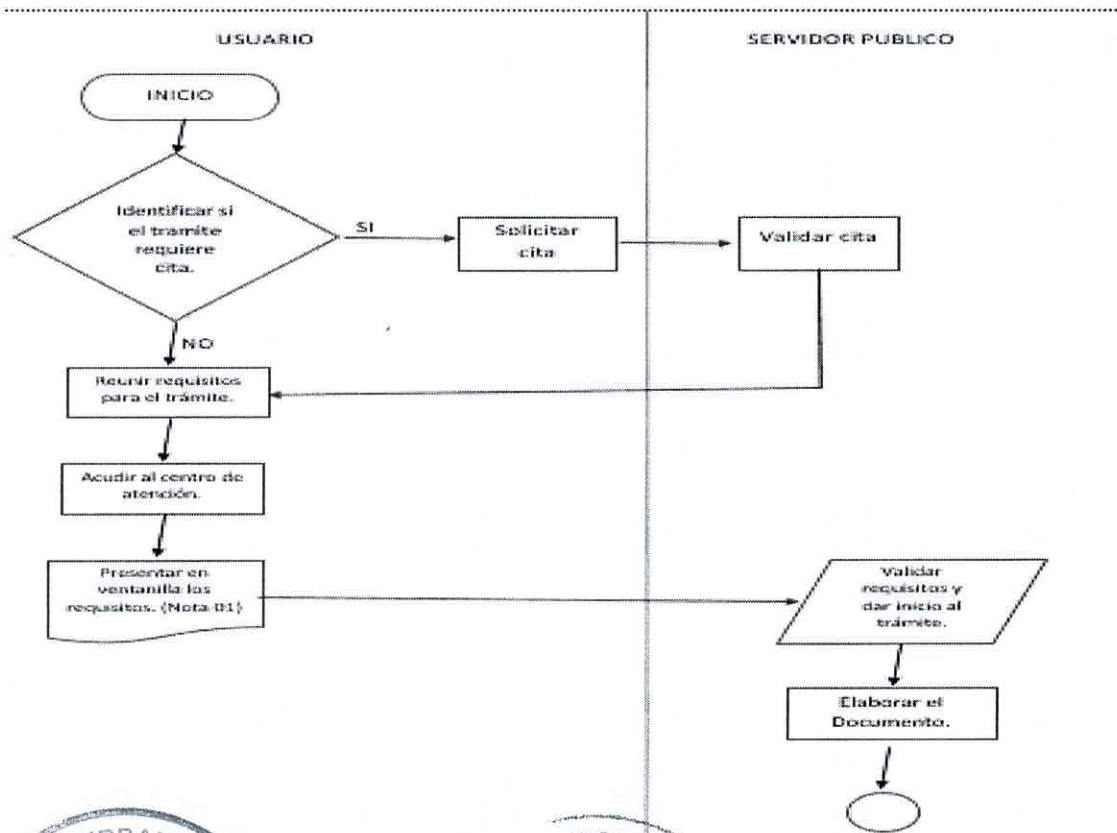 USUARIO
SERVIDOR PUBLICO
INICIO
Identificar si
el tramite
requiere
cita.
SI
Solicitar
cita
Validar cita
NO
Reunir requisitos
para el trámite.
Acudir al centro de
atención.
Presentar en
ventanilla los
requisitos. (Nota 01)
Validar
requisitos y
dar inicio al
trámite.
Elaborar el
Documento.